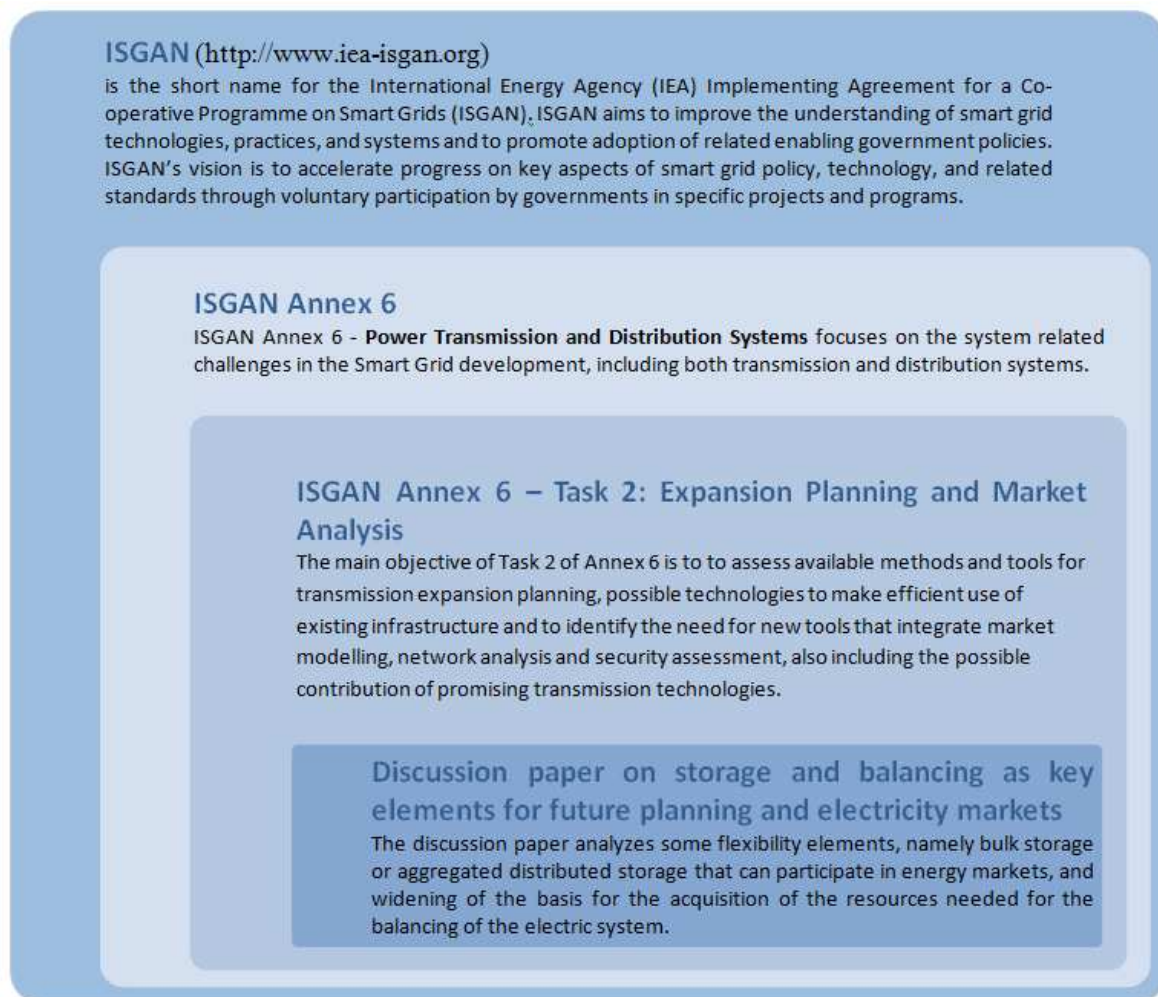 ISGAN (http://www.iea-isgan.org)
is the short name for the International Energy Agency (IEA) Implementing Agreement for a Co-
operative Programme on Smart Grids (ISGAN). ISGAN aims to improve the understanding of smart grid
technologies, practices, and systems and to promote adoption of related enabling government policies.
ISGAN’s vision is to accelerate progress on key aspects of smart grid policy, technology, and related
standards through voluntary participation by governments in specific projects and programs.
ISGAN Annex 6
ISGAN Annex 6 - Power Transmission and Distribution Systems focuses on the system related
challenges in the Smart Grid development, including both transmission and distribution systems.
ISGAN Annex 6 – Task 2: Expansion Planning and Market
Analysis
The main objective of Task 2 of Annex 6 is to to assess available methods and tools for
transmission expansion planning, possible technologies to make efficient use of
existing infrastructure and to identify the need for new tools that integrate market
modelling, network analysis and security assessment, also including the possible
contribution of promising transmission technologies.
Discussion paper on storage and balancing as key
elements for future planning and electricity markets
The discussion paper analyzes some flexibility elements, namely bulk storage
or aggregated distributed storage that can participate in energy markets, and
widening of the basis for the acquisition of the resources needed for the
balancing of the electric system.